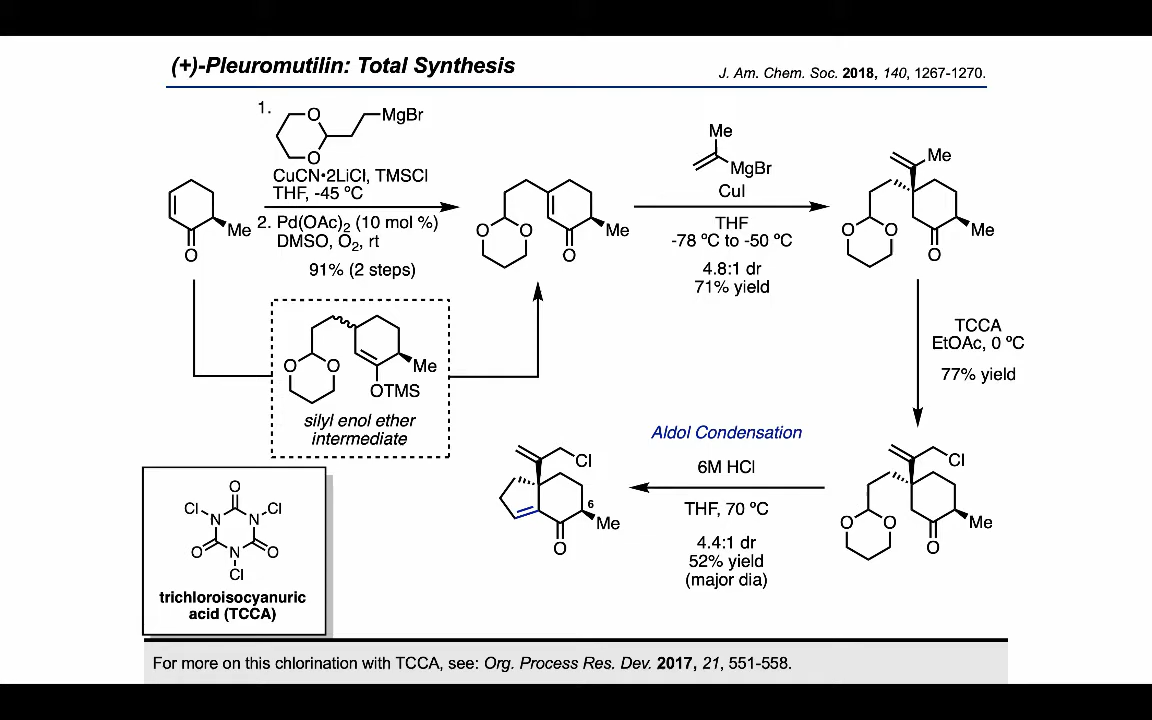 (+)-Pleuromutilin: Total Synthesis
J. Am. Chem. Soc. 2018, 140, 1267-1270.
1.
O
O
MgBr
CuCN•2LiCl, TMSCl
THF, -45 ºC
2. Pd(OAc)2 (10 mol %)
DMSO, O2, rt
91% (2 steps)
Me
O
O
O
O
Me
Me
MgBr
CuI
THF
-78 ºC to -50 ºC
4.8:1 dr
71% yield
Me
O
O
O
Me
O
O
Me
OTMS
silyl enol ether
intermediate
TCCA
EtOAc, 0 ºC
77% yield
Cl
O
O
O
Me
Aldol Condensation
6M HCl
THF, 70 ºC
4.4:1 dr
52% yield
(major dia)
Cl
6
Me
O
O
Cl
N
N
Cl
O
N
O
Cl
trichloroisocyanuric
acid (TCCA)
For more on this chlorination with TCCA, see: Org. Process Res. Dev. 2017, 21, 551-558.